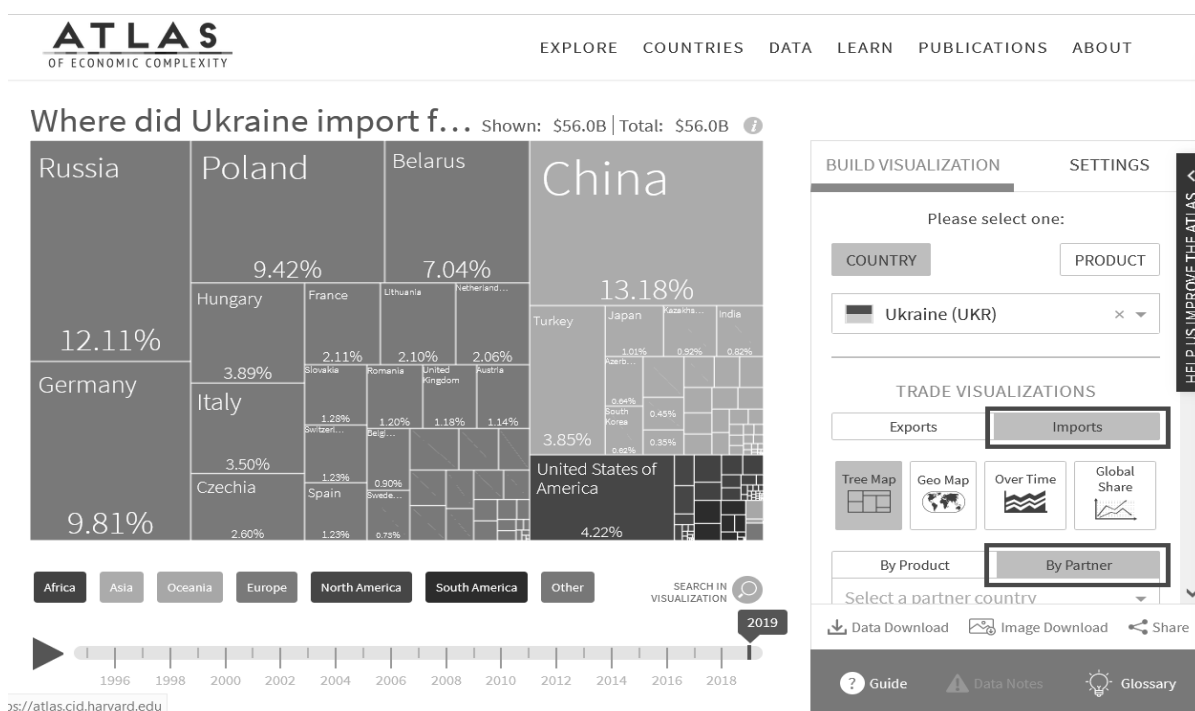 ATLAS
OF ECONOMIC COMPLEXITY
EXPLORE COUNTRIES DATA LEARN PUBLICATIONS ABOUT
Where did Ukraine import f... Shown: $56.0B | Total: $56.0B i
Russia
12.11%
Germany
9.81%
Poland
9.42%
Belarus
7.04%
Hungary
3.89%
Italy
3.50%
Czechia
2.60%
France
2.11%
Lithuania
2.10%
Netherland...
2.06%
Slovakia
1.28%
Romania
1.20%
United
Kingdom
1.18%
Austria
1.14%
Switzerl...
1.23%
Spain
1.23%
Belgi...
0.90%
Swede...
0.73%
China
13.18%
Turkey
3.85%
Japan
1.01%
Kazakhs...
0.92%
India
0.82%
Azerb...
0.64%
South
Korea
0.62%
0.45%
0.35%
United States of
America
4.22%
Africa
Asia
Oceania
Europe
North America
South America
Other
SEARCH IN
VISUALIZATION
2019
1996 1998 2000 2002 2004 2006 2008 2010 2012 2014 2016 2018
ps://atlas.cid.harvard.edu
BUILD VISUALIZATION SETTINGS
Please select one:
COUNTRY PRODUCT
Ukraine (UKR) ×
TRADE VISUALIZATIONS
Exports Imports
Tree Map
Geo Map
Over Time
Global
Share
By Product By Partner
Select a partner country
Data Download Image Download Share
? Guide Data Notes Glossary
HELP US IMPROVE THE ATLAS